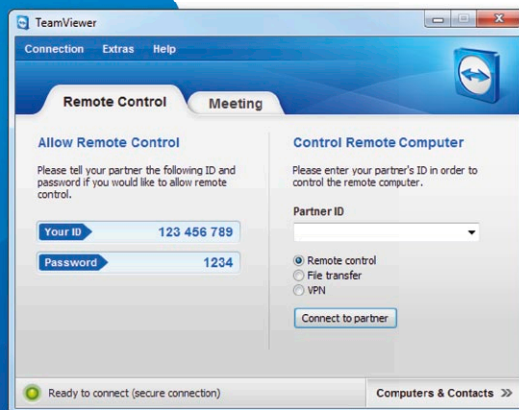 TeamViewer
Connection Extras Help
Remote Control
Meeting
Allow Remote Control
Please tell your partner the following ID and
password if you would like to allow remote
control.
Your ID 123 456 789
Password 1234
Control Remote Computer
Please enter your partner's ID in order to
control the remote computer.
Partner ID
Remote control
File transfer
VPN
Connect to partner
Ready to connect (secure connection)
Computers & Contacts >>